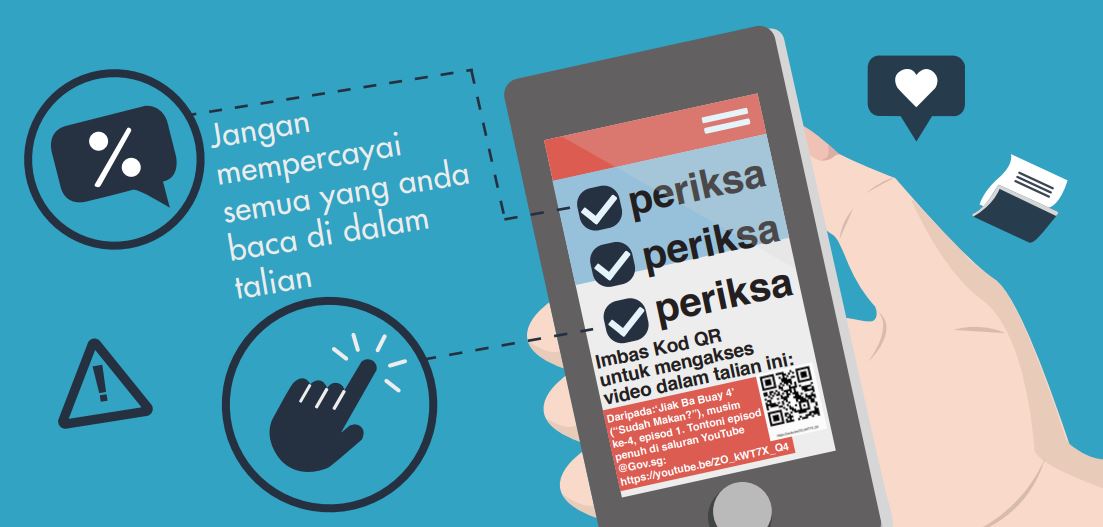 Jangan
mempercayai
semua yang anda
baca di dalam
talian
periksa
periksa
periksa
Imbas Kod QR
untuk mengakses
video dalam talian ini:
Daripada:'Jiak Ba Buay 4'
("Sudah Makan?"), musim
ke-4, episod 1. Tontoni episod
penuh di saluran YouTube
@Gov.sg:
https://youtube.be/ZO_kWT7X_Q4